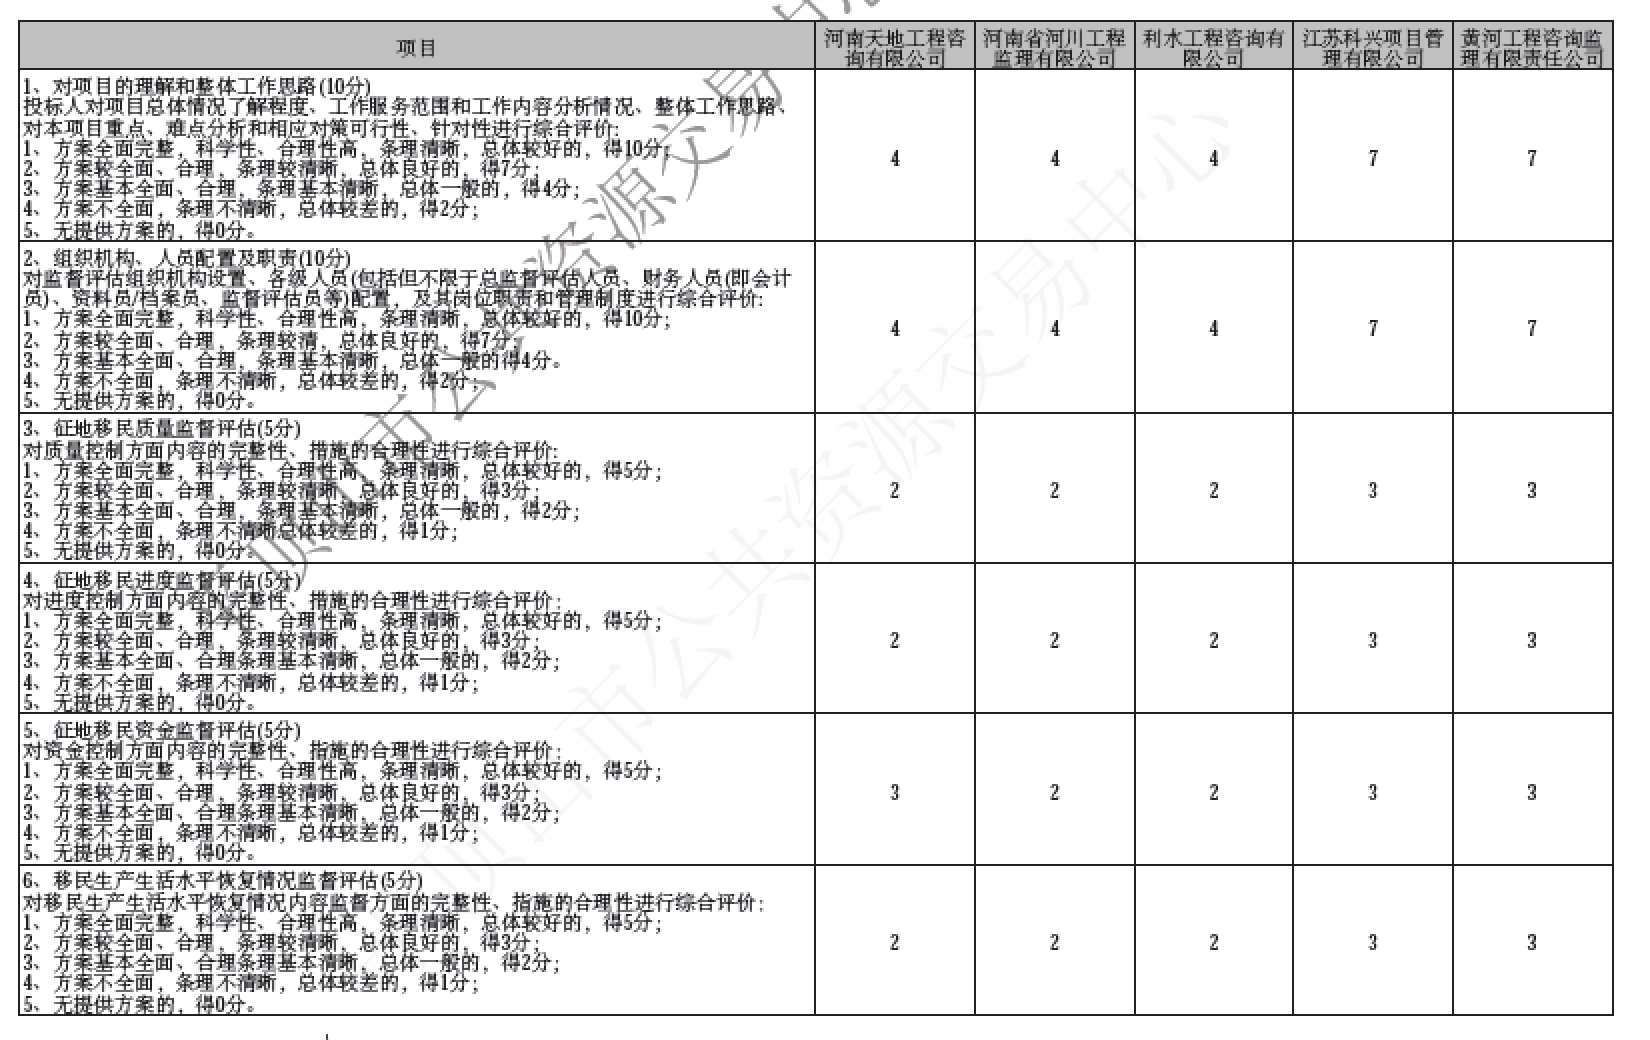 项目
河南天地工程咨
询有限公司
河南省河川工程
监理有限公司
利水工程咨询有
限公司
江苏科兴项目管
理有限公司
黄河工程咨询监
理有限责任公司
1、对项目的理解和整体工作思路(10分)
投标人对项目总体情况了解程度、工作服务范围和工作内容分析情况、整体工作思路、
对本项目重点、难点分析和相应对策可行性、针对性进行综合评价:
1、方案全面完整，科学性、合理性高，条理清晰，总体较好的，得10分;
2、方案较全面、合理，条理较清晰，总体良好的，得7分;
3、方案基本全面、合理，条理基本清晰，总体一般的，得4分;
4、方案不全面，条理不清晰，总体较差的，得2分;
5、无提供方案的，得0分。
4
4
4
7
7
2、组织机构、人员配置及职责(10分)
对监督评估组织机构设置、各级人员(包括但不限于总监督评估人员、财务人员(即会计
员)、资料员/档案员、监督评估员等)配置，及其岗位职责和管理制度进行综合评价:
1、方案全面完整，科学性、合理性高，条理清晰，总体较好的，得10分;
2、方案较全面、合理，条理较清，总体良好的，得7分;
3、方案基本全面、合理，条理基本清晰，总体一般的得4分。
4、方案不全面，条理不清晰，总体较差的，得2分;
5、无提供方案的，得0分。
4
4
4
7
7
3、征地移民质量监督评估(5分)
对质量控制方面内容的完整性、措施的合理性进行综合评价:
1、方案全面完整，科学性、合理性高，条理清晰，总体较好的，得5分;
2、方案较全面、合理，条理较清晰，总体良好的，得3分;
3、方案基本全面、合理，条理基本清晰，总体一般的，得2分;
4、方案不全面，条理不清晰总体较差的，得1分;
5、无提供方案的，得0分。
2
2
2
3
3
4、征地移民进度监督评估(5分)
对进度控制方面内容的完整性、措施的合理性进行综合评价;
1、方案全面完整，科学性、合理性高，条理清晰，总体较好的，得5分;
2、方案较全面、合理，条理较清晰，总体良好的，得3分;
3、方案基本全面、合理条理基本清晰，总体一般的，得2分;
4、方案不全面，条理不清晰，总体较差的，得1分;
5、无提供方案的，得0分。
2
2
2
3
3
5、征地移民资金监督评估(5分)
对资金控制方面内容的完整性、措施的合理性进行综合评价;
1、方案全面完整，科学性、合理性高，条理清晰，总体较好的，得5分;
2、方案较全面、合理，条理较清晰，总体良好的，得3分;
3、方案基本全面、合理条理基本清晰，总体一般的，得2分;
4、方案不全面，条理不清晰，总体较差的，得1分;
5、无提供方案的，得0分。
3
2
2
3
3
6、移民生产生活水平恢复情况监督评估(5分)
对移民生产生活水平恢复情况内容监督方面的完整性、措施的合理性进行综合评价;
1、方案全面完整，科学性、合理性高，条理清晰，总体较好的，得5分;
2、方案较全面、合理，条理较清晰，总体良好的，得3分;
3、方案基本全面、合理条理基本清晰，总体一般的，得2分;
4、方案不全面，条理不清晰，总体较差的，得1分;
5、无提供方案的，得0分。
2
2
2
3
3
市公共资源交易中心
市公共资源交易中心